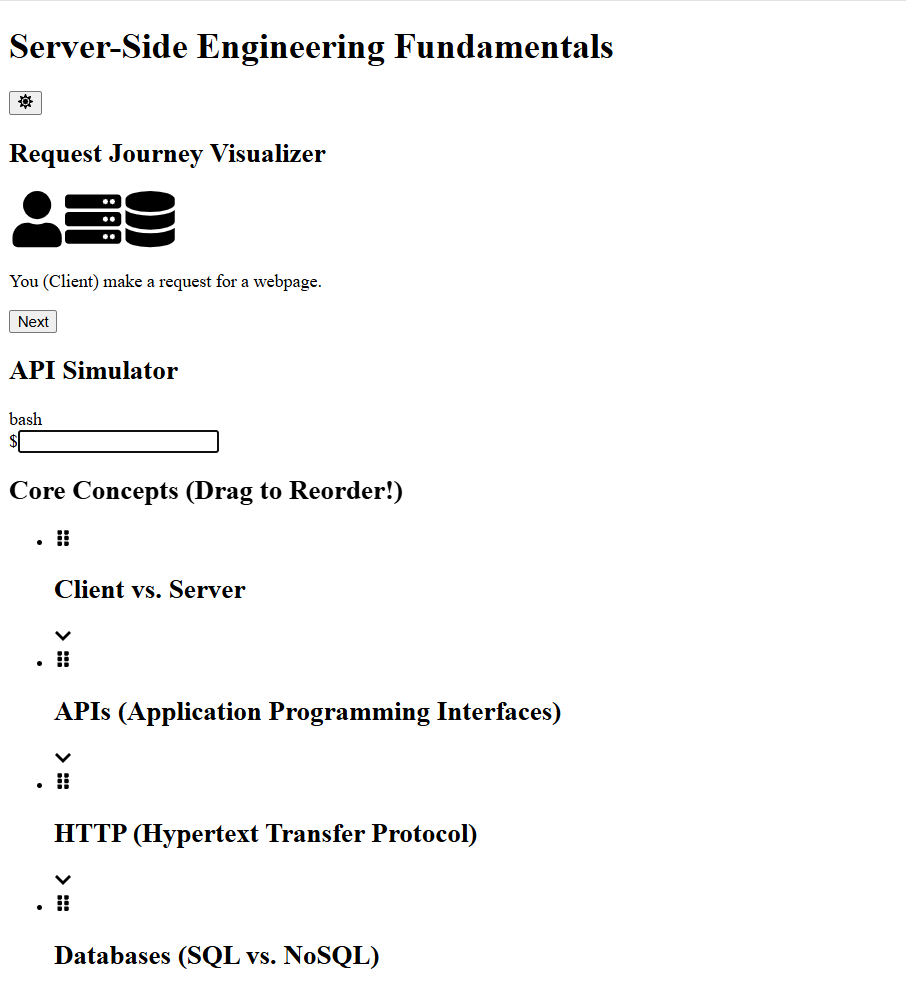 Server-Side Engineering Fundamentals
Request Journey Visualizer
You (Client) make a request for a webpage.
Next
API Simulator
bash
$
Core Concepts (Drag to Reorder!)
Client vs. Server
APIs (Application Programming Interfaces)
HTTP (Hypertext Transfer Protocol)
Databases (SQL vs. NoSQL)